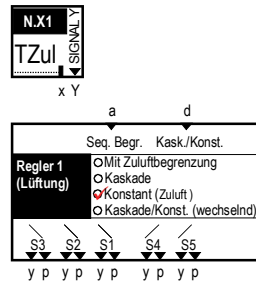 N.X1
SIGNAL Y
TZul
x Y
a d
Seq. Begr. Kask./Konst.
Regler 1
(Lüftung)
Mit Zuluftbegrenzung
Kaskade
Konstant (Zuluft)
Kaskade/Konst. (wechselnd)
S3 S2 S1 S4 S5
y p y p y p y p y p
y p y p y p y p y p